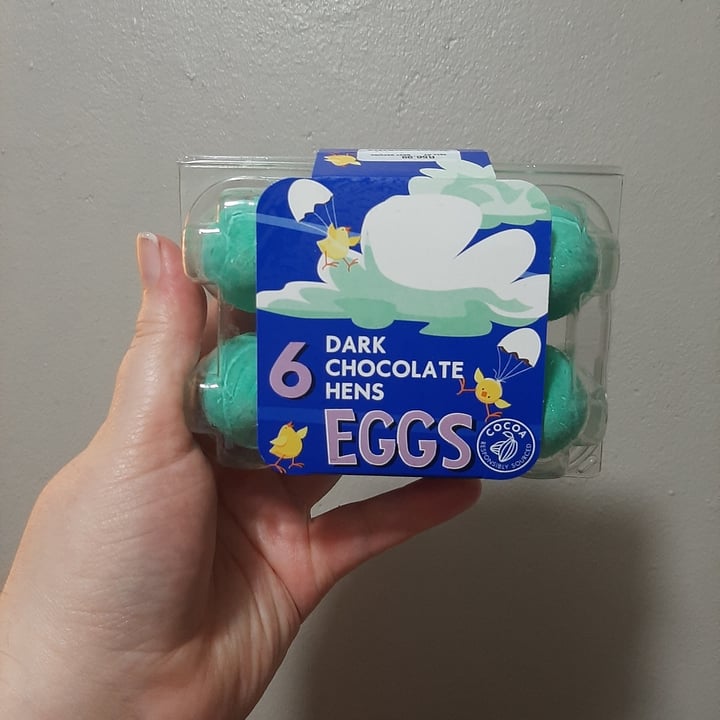 6
DARK
CHOCOLATE
HENS
EGGS
COCOA
RESPONSIBLY SOURCED